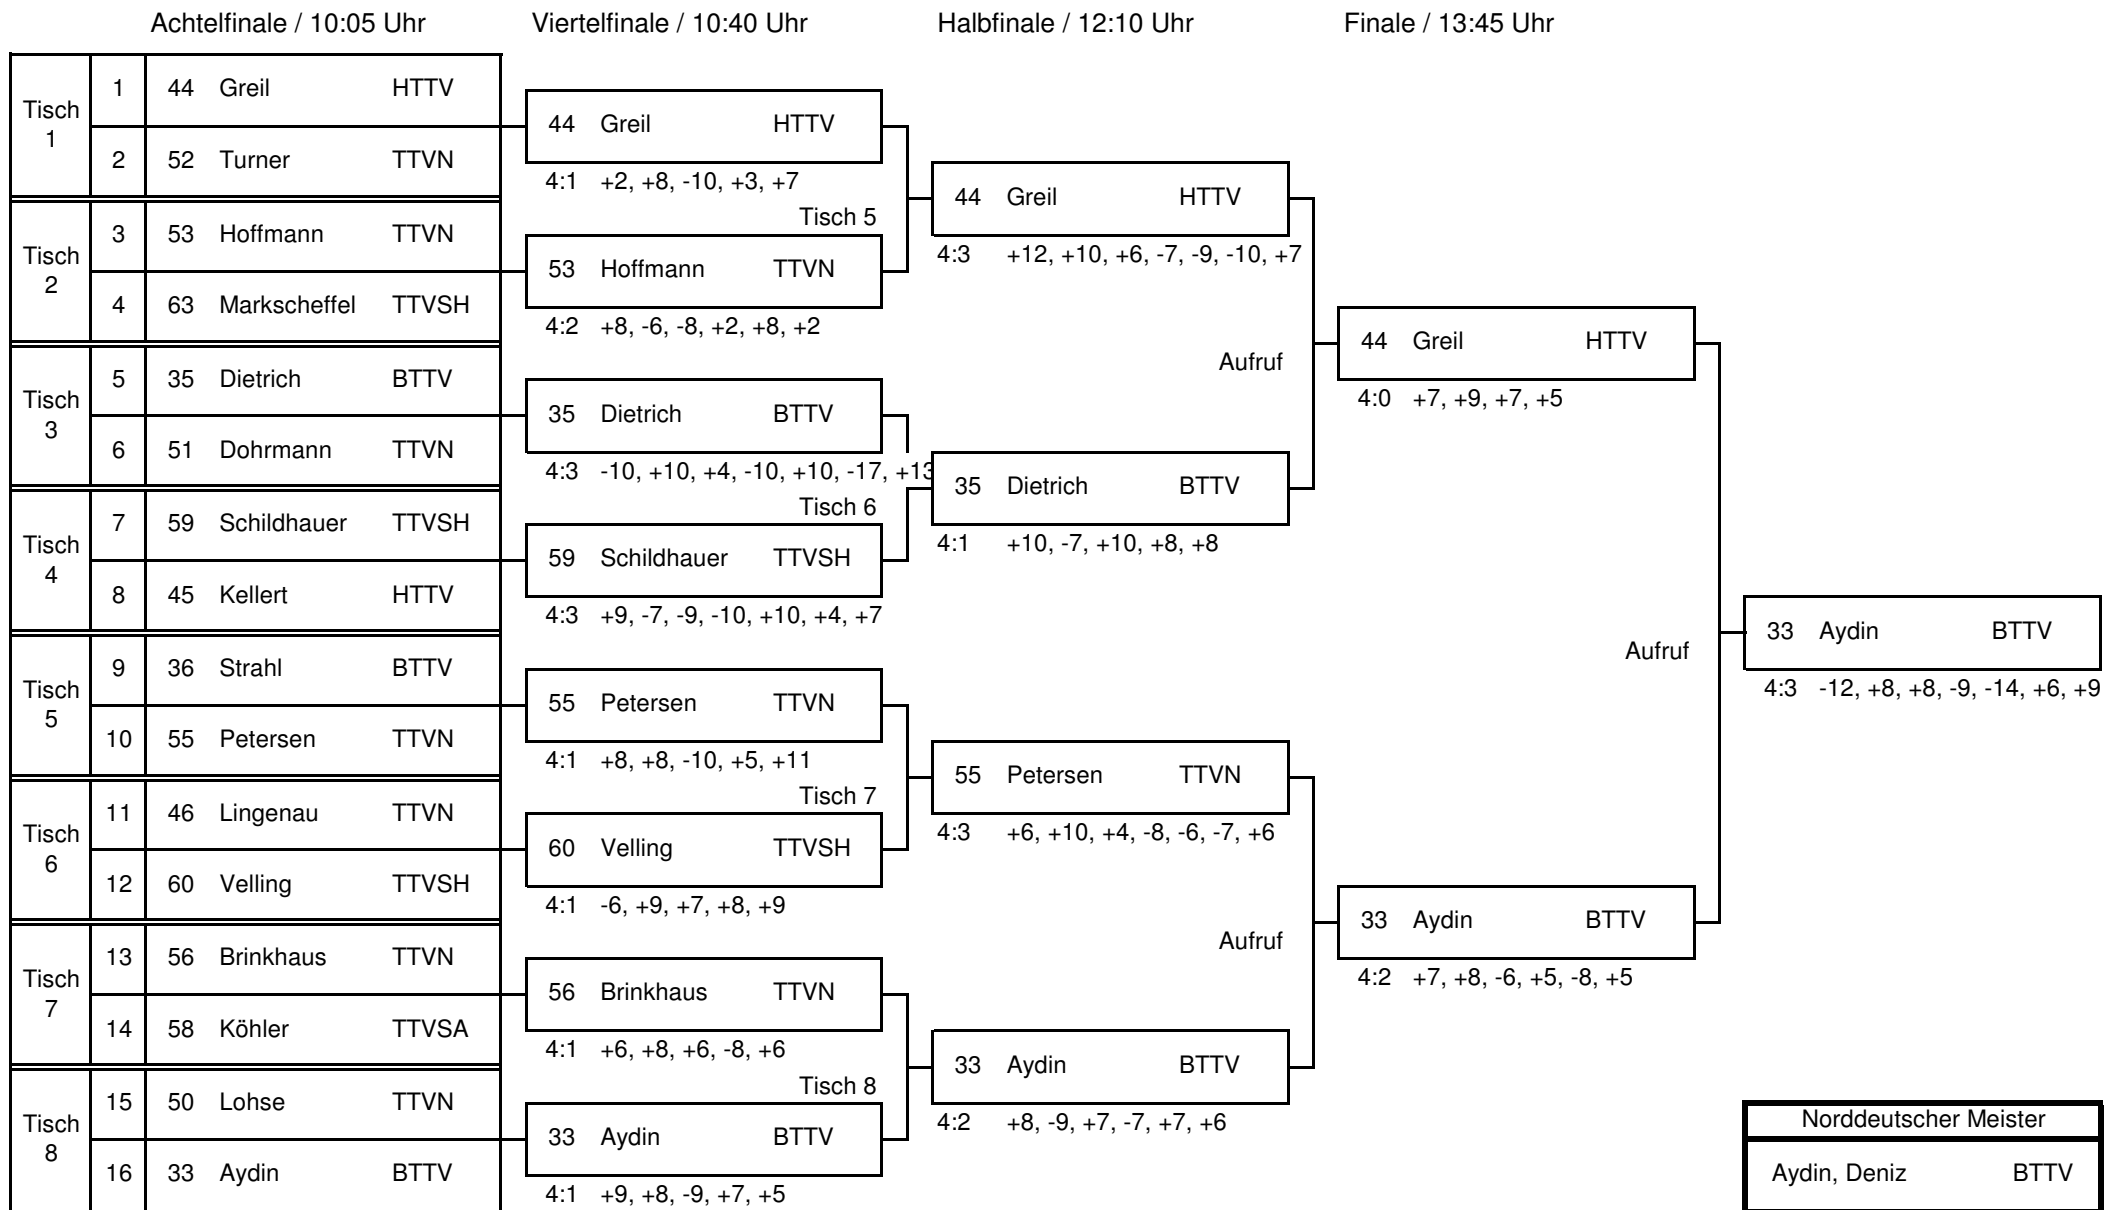 Achtelfinale / 10:05 Uhr
Viertelfinale / 10:40 Uhr
Halbfinale / 12:10 Uhr
Finale / 13:45 Uhr
Tisch 1
1 44 Greil HTTV
2 52 Turner TTVN
Tisch 2
3 53 Hoffmann TTVN
4 63 Markscheffel TTVSH
Tisch 3
5 35 Dietrich BTTV
6 51 Dohrmann TTVN
Tisch 4
7 59 Schildhauer TTVSH
8 45 Kellert HTTV
Tisch 5
9 36 Strahl BTTV
10 55 Petersen TTVN
Tisch 6
11 46 Lingenau TTVN
12 60 Velling TTVSH
Tisch 7
13 56 Brinkhaus TTVN
14 58 Köhler TTVSA
Tisch 8
15 50 Lohse TTVN
16 33 Aydin BTTV
44 Greil HTTV
4:1 +2, +8, -10, +3, +7
Tisch 5
53 Hoffmann TTVN
4:2 +8, -6, -8, +2, +8, +2
35 Dietrich BTTV
4:3 -10, +10, +4, -10, +10, -17, +13
Tisch 6
59 Schildhauer TTVSH
4:3 +9, -7, -9, -10, +10, +4, +7
55 Petersen TTVN
4:1 +8, +8, -10, +5, +11
Tisch 7
60 Velling TTVSH
4:1 -6, +9, +7, +8, +9
56 Brinkhaus TTVN
4:1 +6, +8, +6, -8, +6
Tisch 8
33 Aydin BTTV
4:1 +9, +8, -9, +7, +5
44 Greil HTTV
4:3 +12, +10, +6, -7, -9, -10, +7
Aufruf
35 Dietrich BTTV
4:1 +10, -7, +10, +8, +8
55 Petersen TTVN
4:3 +6, +10, +4, -8, -6, -7, +6
Aufruf
33 Aydin BTTV
4:2 +8, -9, +7, -7, +7, +6
44 Greil HTTV
4:0 +7, +9, +7, +5
Aufruf
33 Aydin BTTV
4:2 +7, +8, -6, +5, -8, +5
33 Aydin BTTV
4:3 -12, +8, +8, -9, -14, +6, +9
Norddeutscher Meister
Aydin, Deniz BTTV